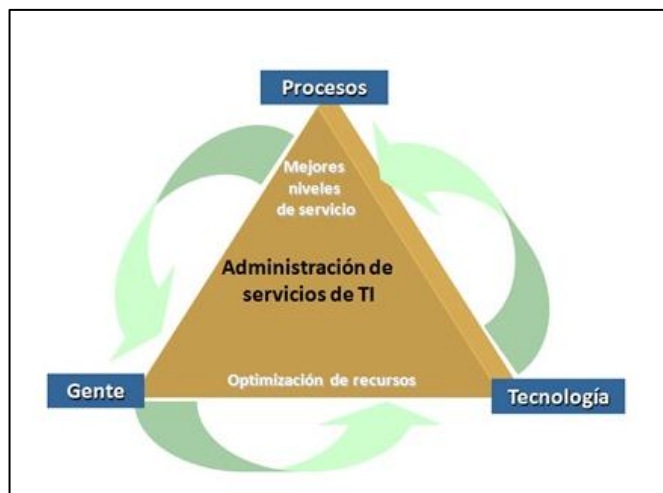 Procesos
Mejores
niveles
de servicio
Administración de
servicios de TI
Optimización de recursos
Gente
Tecnología